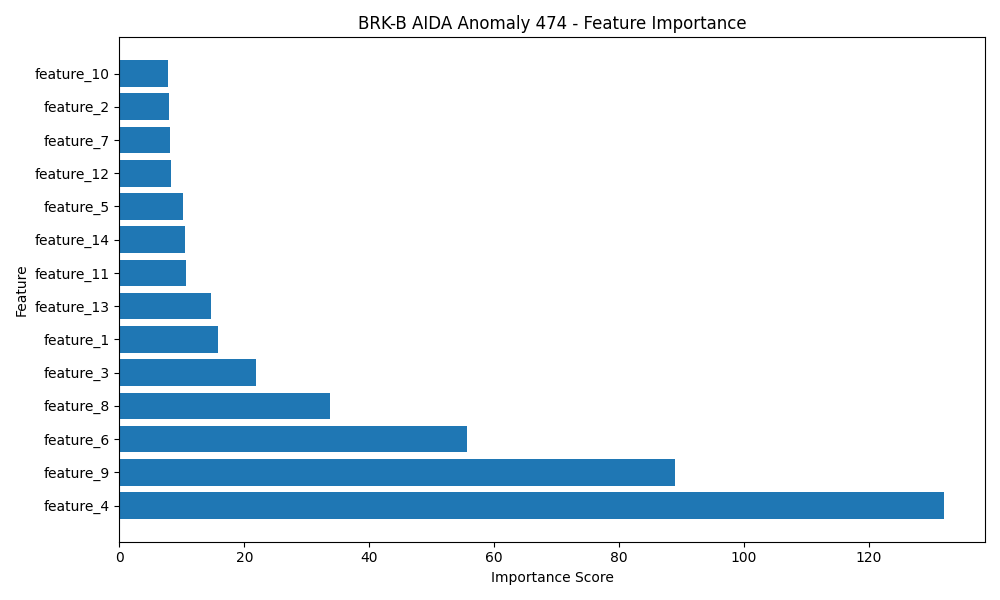 BRK-B AIDA Anomaly 474 - Feature Importance
feature_10
feature_2
feature_7
feature_12
feature_5
feature_14
feature_11
feature_13
feature_1
feature_3
feature_8
feature_6
feature_9
feature_4
Feature
0 20 40 60 80 100 120
Importance Score